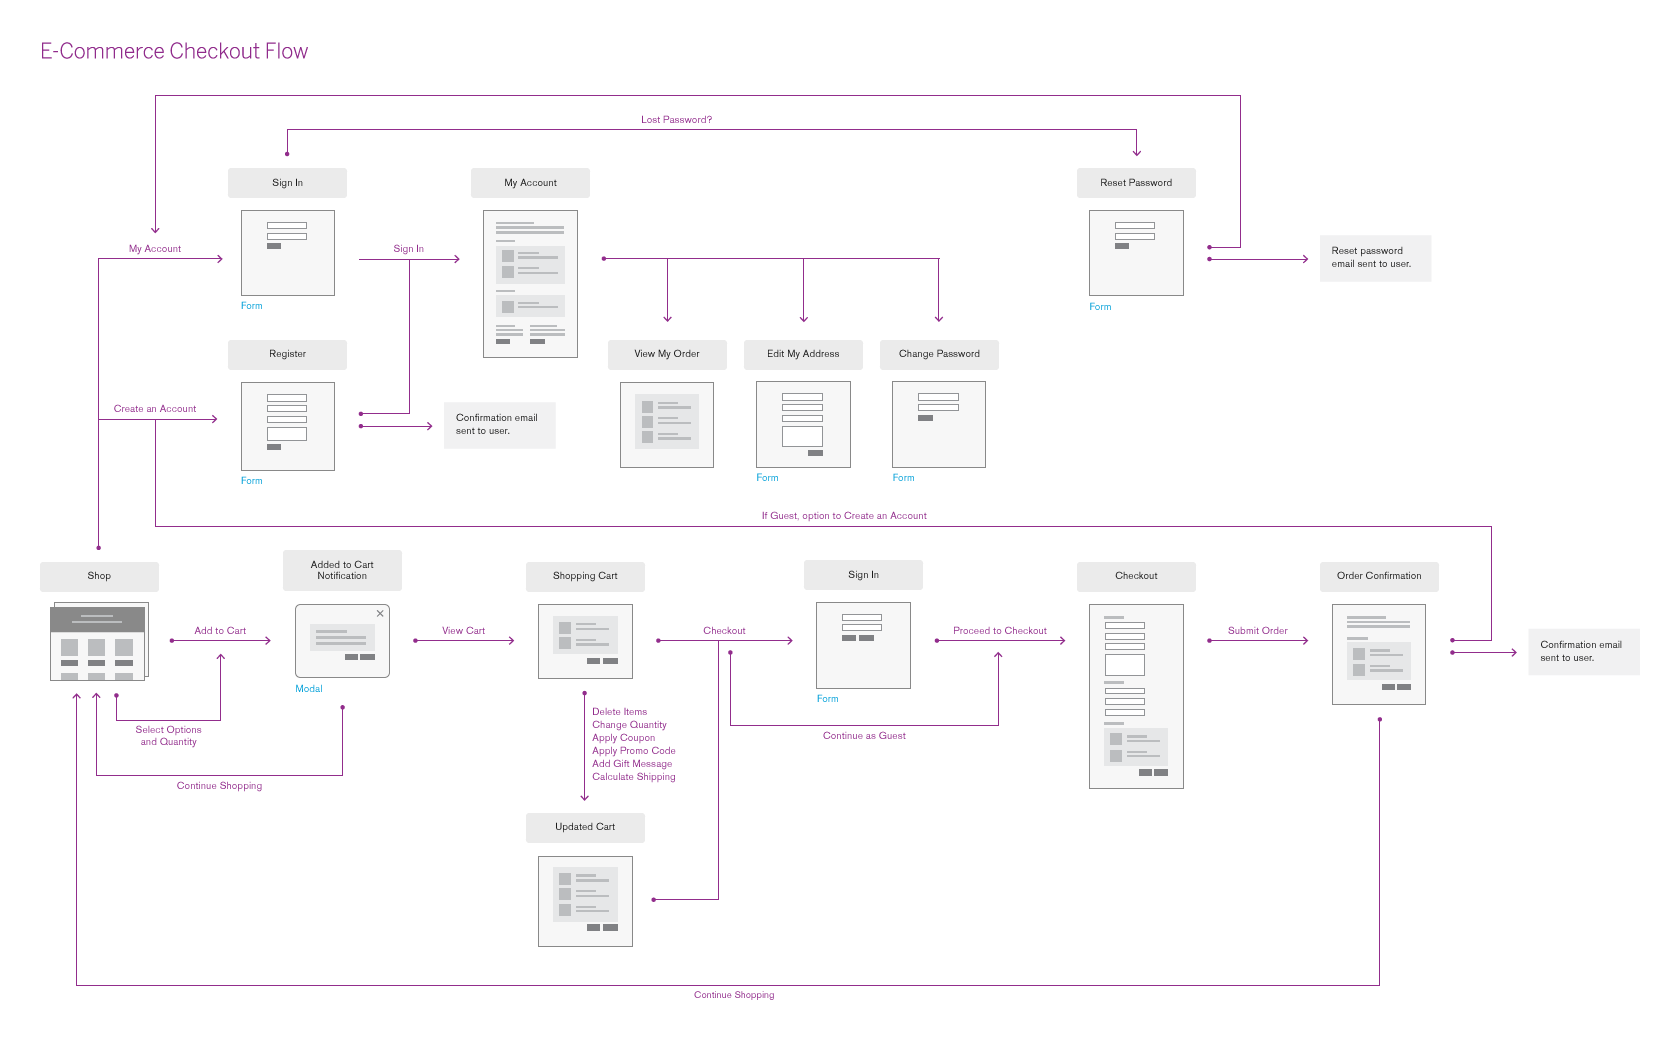 E-Commerce Checkout Flow
Lost Password?
Sign In
My Account
Reset Password
My Account
Sign In
Reset password
email sent to user.
Form
Form
Register
View My Order
Edit My Address
Change Password
Create an Account
Confirmation email
sent to user.
Form
Form
Form
If Guest, option to Create an Account
Shop
Added to Cart
Notification
Shopping Cart
Sign In
Checkout
Order Confirmation
Add to Cart
View Cart
Checkout
Proceed to Checkout
Submit Order
Confirmation email
sent to user.
Modal
Form
Select Options
and Quantity
Delete Items
Change Quantity
Apply Coupon
Apply Promo Code
Add Gift Message
Calculate Shipping
Continue as Guest
Continue Shopping
Updated Cart
Continue Shopping